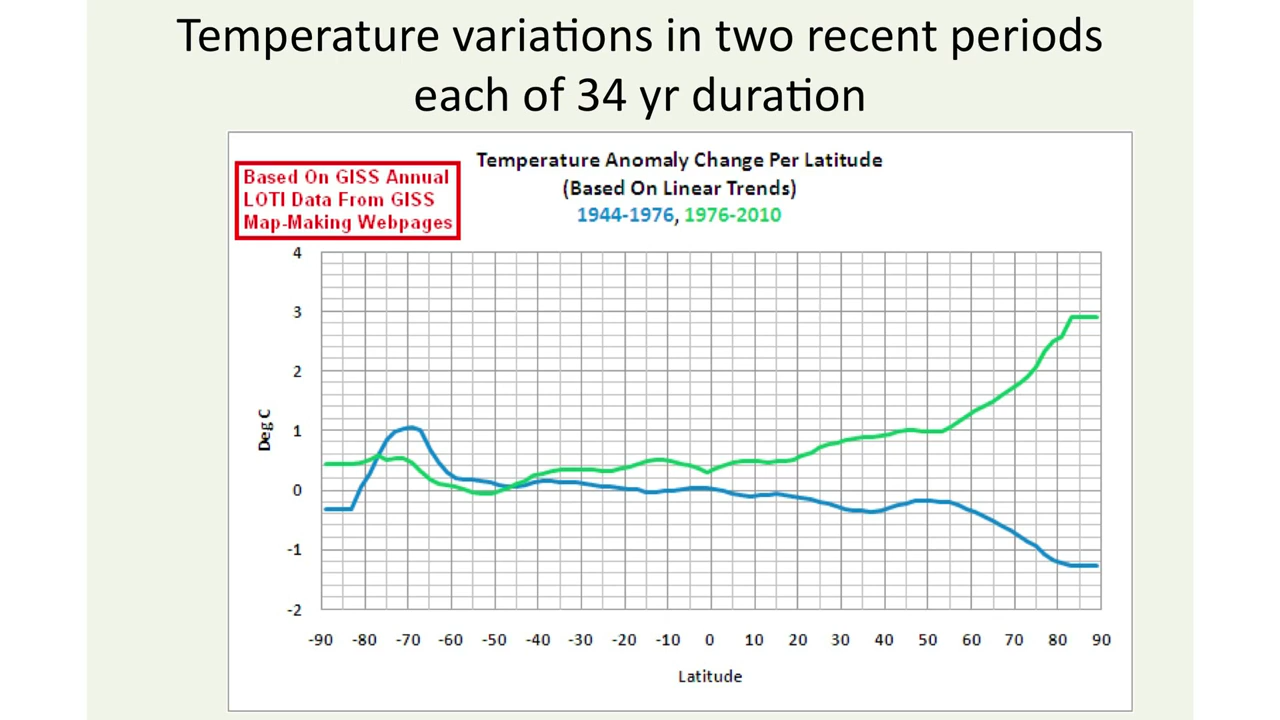 Temperature variations in two recent periods
each of 34 yr duration
Based On GISS Annual
LOTI Data From GISS
Map-Making Webpages
Temperature Anomaly Change Per Latitude
(Based On Linear Trends)
1944-1976, 1976-2010
4
3
2
1
0
-1
-2
Deg C
-90 -80 -70 -60 -50 -40 -30 -20 -10 0 10 20 30 40 50 60 70 80 90
Latitude